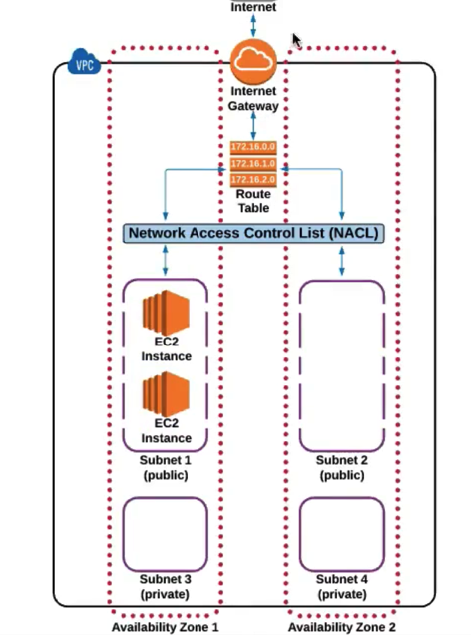 Internet
VPC
Internet
Gateway
172.16.0.0
172.16.1.0
172.16.2.0
Route
Table
Network Access Control List (NACL)
EC2
Instance
EC2
Instance
Subnet 1
(public)
Subnet 2
(public)
Subnet 3
(private)
Subnet 4
(private)
Availability Zone 1
Availability Zone 2